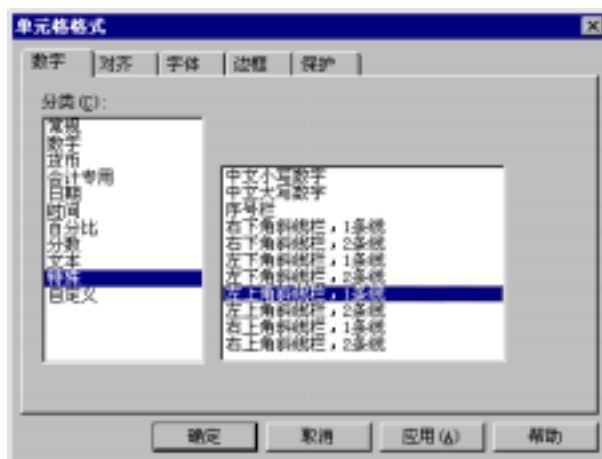 单元格格式
数字 对齐 字体 边框 保护
分类(C):
常规
数字
货币
会计专用
日期
时间
百分比
分数
文本
特殊
自定义
中文小写数字
中文大写数字
序号栏
右下角斜线栏，1条线
右下角斜线栏，2条线
左下角斜线栏，1条线
左下角斜线栏，2条线
左上角斜线栏，1条线
左上角斜线栏，2条线
右上角斜线栏，1条线
右上角斜线栏，2条线
确定 取消 应用(A) 帮助